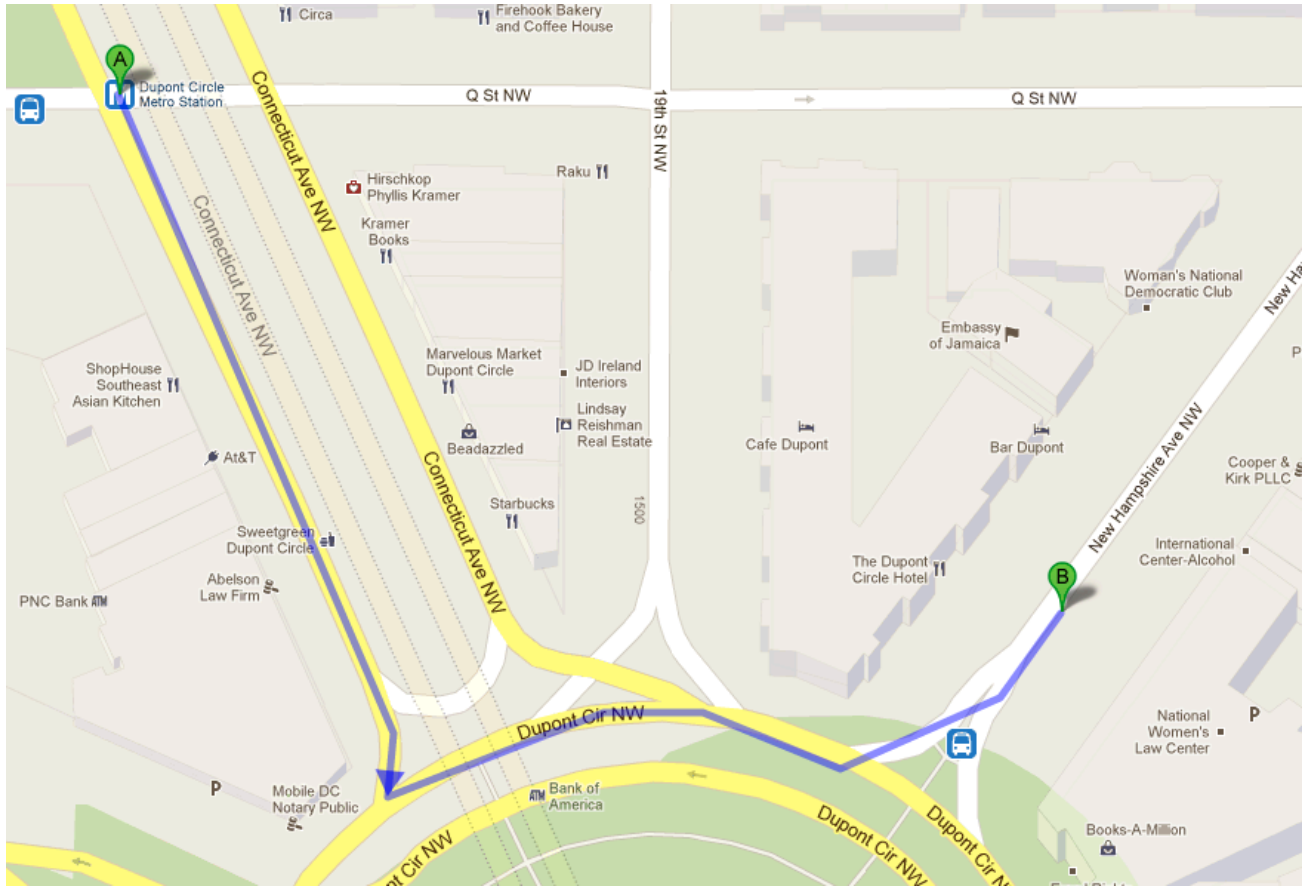 Circa
Firehook Bakery
and Coffee House
A
M
Dupont Circle
Metro Station
Q St NW
Q St NW
Connecticut Ave NW
19th St NW
Raku
Hirschkop
Phyllis Kramer
Kramer
Books
Connecticut Ave NW
Woman's National
Democratic Club
New Ha
Embassy
of Jamaica
P
ShopHouse
Southeast
Asian Kitchen
Marvelous Market
Dupont Circle
JD Ireland
Interiors
Lindsay
Reishman
Real Estate
Beadazzled
Cafe Dupont
Bar Dupont
At&T
Cooper &
Kirk PLLC
Connecticut Ave NW
Starbucks
1500
New Hampshire Ave NW
Sweetgreen
Dupont Circle
International
Center-Alcohol
The Dupont
Circle Hotel
B
Abelson
Law Firm
PNC Bank ATM
Dupont Cir NW
National
Women's
Law Center
P
P
Mobile DC
Notary Public
ATM Bank of
America
Dupont Cir NW
Dupont Cir N
nt Cir NW
Books-A-Million